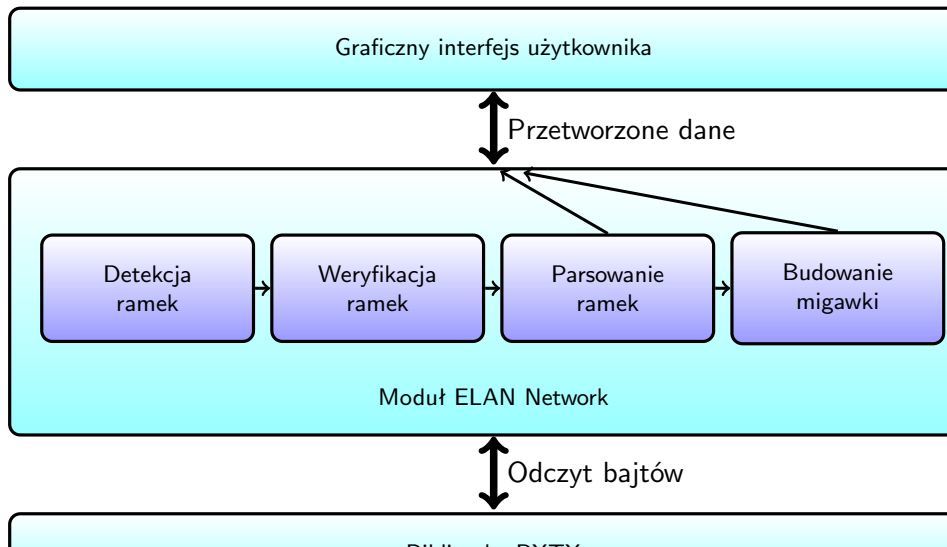 Graficzny interfejs użytkownika
Przetworzone dane
Detekcja
ramek
Weryfikacja
ramek
Parsowanie
ramek
Budowanie
migawki
Moduł ELAN Network
Odczyt bajtów